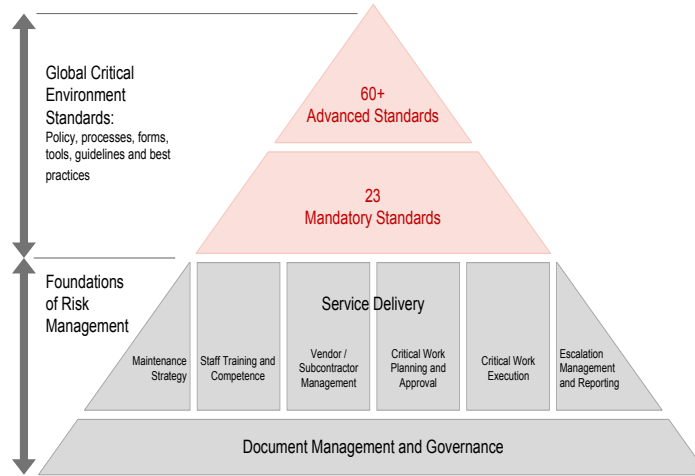 60+
Advanced Standards
Global Critical
Environment
Standards:
Policy, processes, forms,
tools, guidelines and best
practices
23
Mandatory Standards
Foundations
of Risk
Management
Service Delivery
Maintenance
Strategy
Staff Training and
Competence
Vendor /
Subcontractor
Management
Critical Work
Planning and
Approval
Critical Work
Execution
Escalation
Management
and Reporting
Document Management and Governance